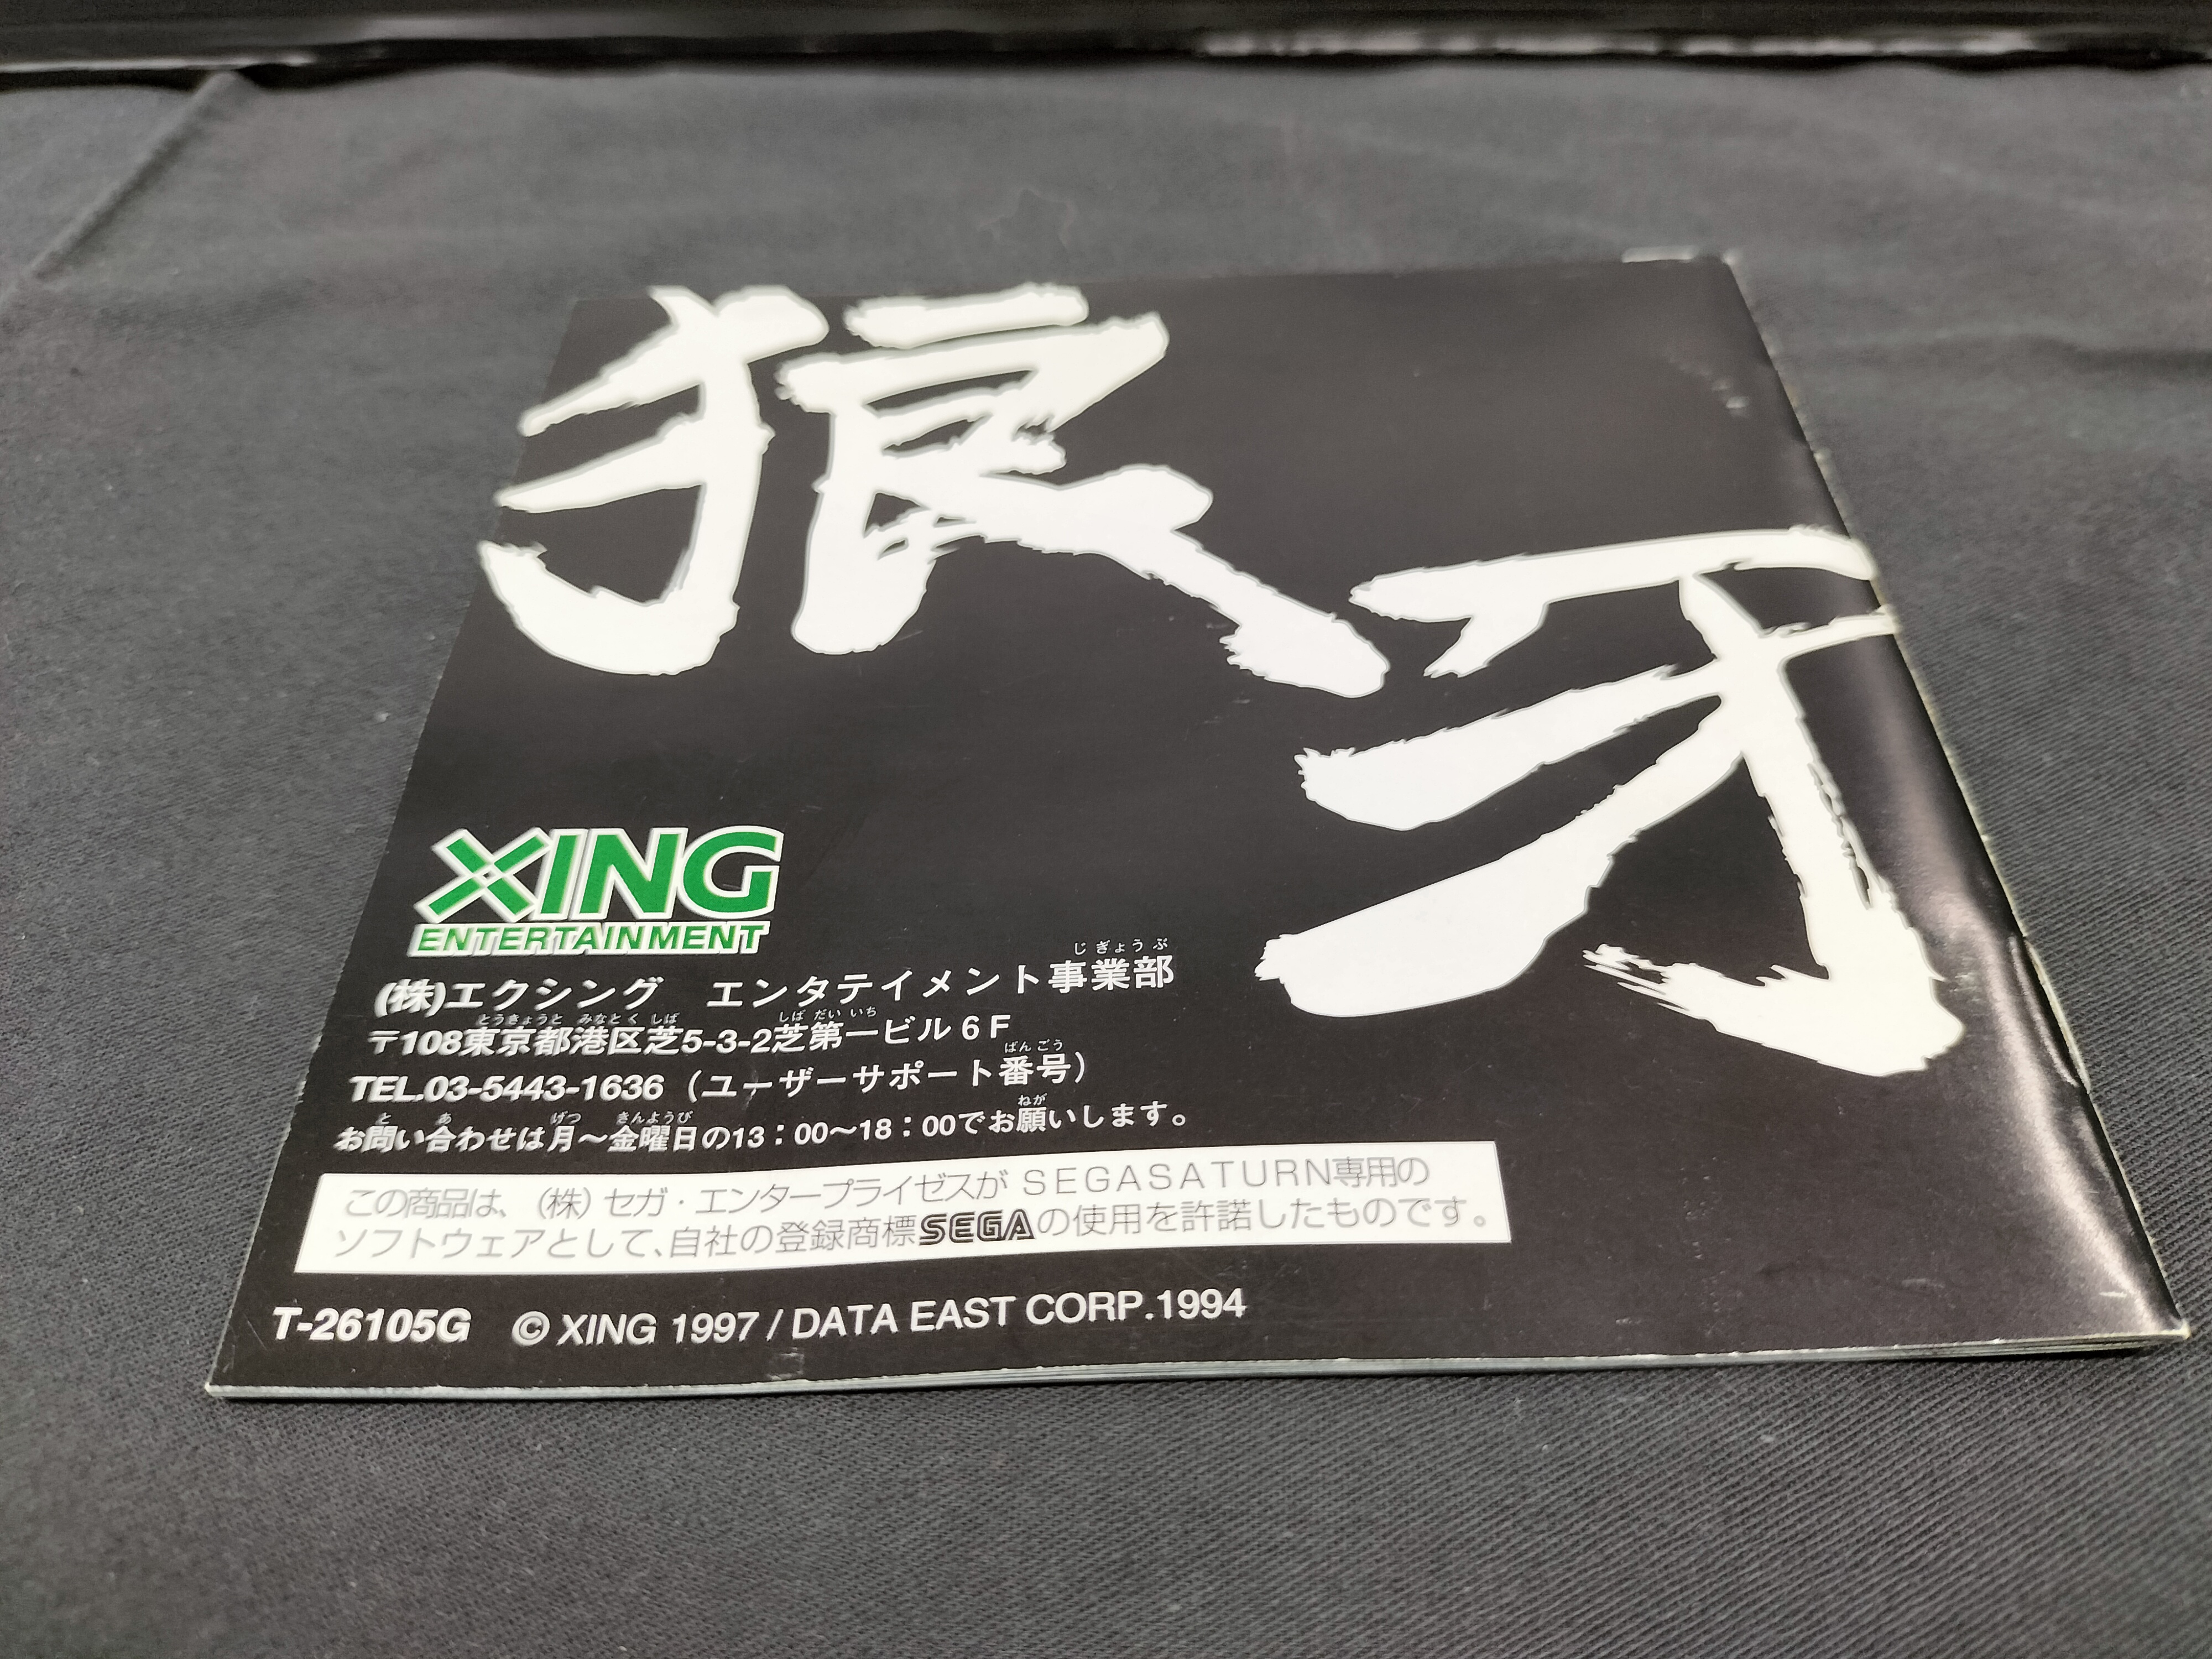 狼牙
XING
ENTERTAINMENT
じぎょうぶ
(株)エクシング　エンタテイメント事業部
とうきょうと みなとく しば しば だい いち
〒108東京都港区芝5-3-2芝第一ビル6F
ばんごう
TEL.03-5443-1636（ユーザーサポート番号）
と あ げつ きんようび ねが
お問い合わせは月〜金曜日の13：00〜18：00でお願いします。
この商品は、（株）セガ・エンタープライゼスがSEGASATURN専用の
ソフトウェアとして、自社の登録商標SEGAの使用を許諾したものです。
T-26105G © XING 1997 / DATA EAST CORP.1994